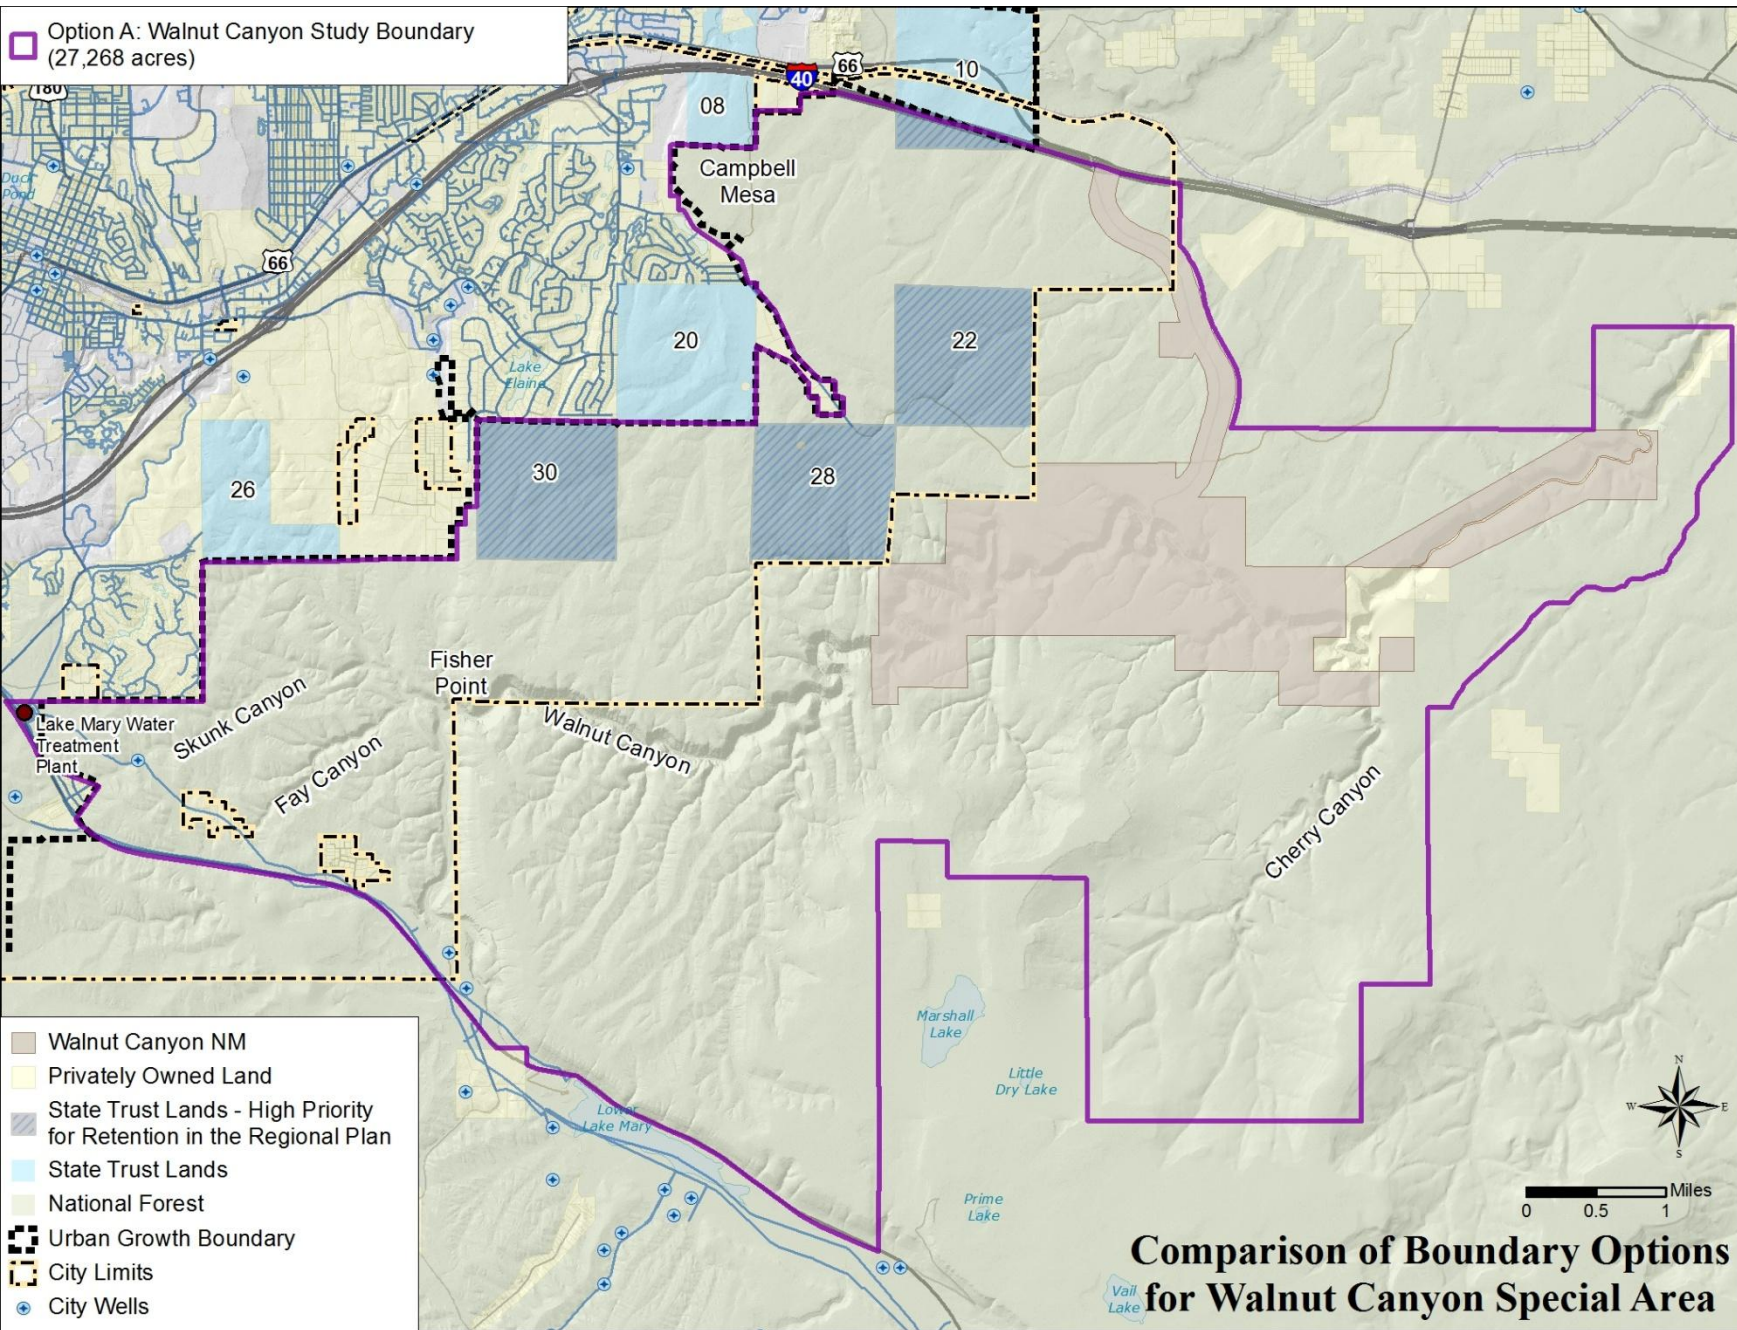 Option A: Walnut Canyon Study Boundary
(27,268 acres)
180
40
66
10
08
Campbell
Mesa
Duck
Pond
66
20
22
Lake
Elaine
30
28
26
Fisher
Point
Skunk Canyon
Walnut Canyon
Lake Mary Water
Treatment
Plant
Fay Canyon
Cherry Canyon
Marshall
Lake
Little
Dry Lake
Lower
Lake Mary
Prime
Lake
Vail
Lake
Walnut Canyon NM
Privately Owned Land
State Trust Lands - High Priority
for Retention in the Regional Plan
State Trust Lands
National Forest
Urban Growth Boundary
City Limits
City Wells
N
W
E
S
Miles
0 0.5 1
Comparison of Boundary Options
for Walnut Canyon Special Area